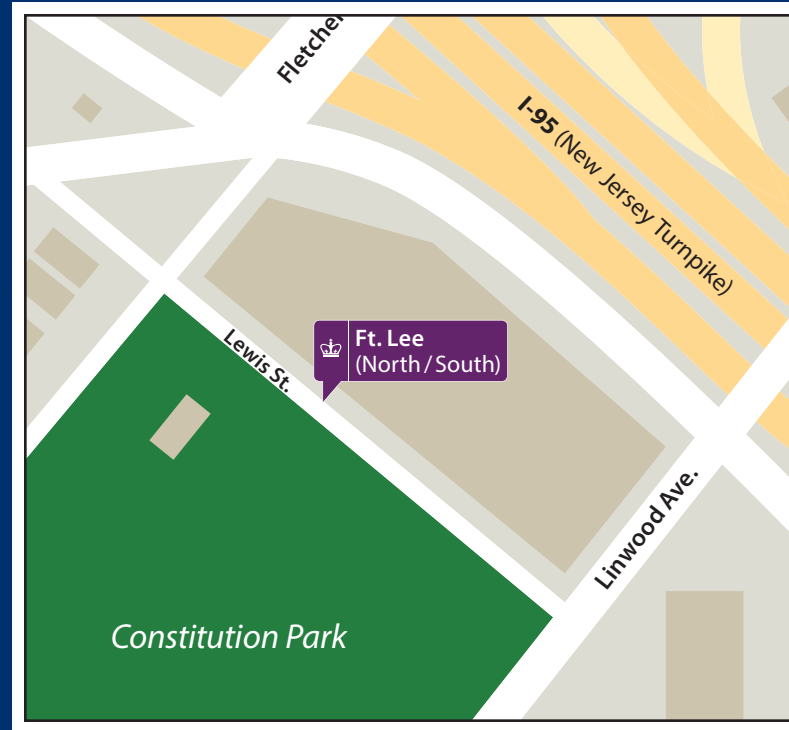 Fletcher
I-95 (New Jersey Turnpike)
Ft. Lee
(North/South)
Lewis St.
Linwood Ave.
Constitution Park